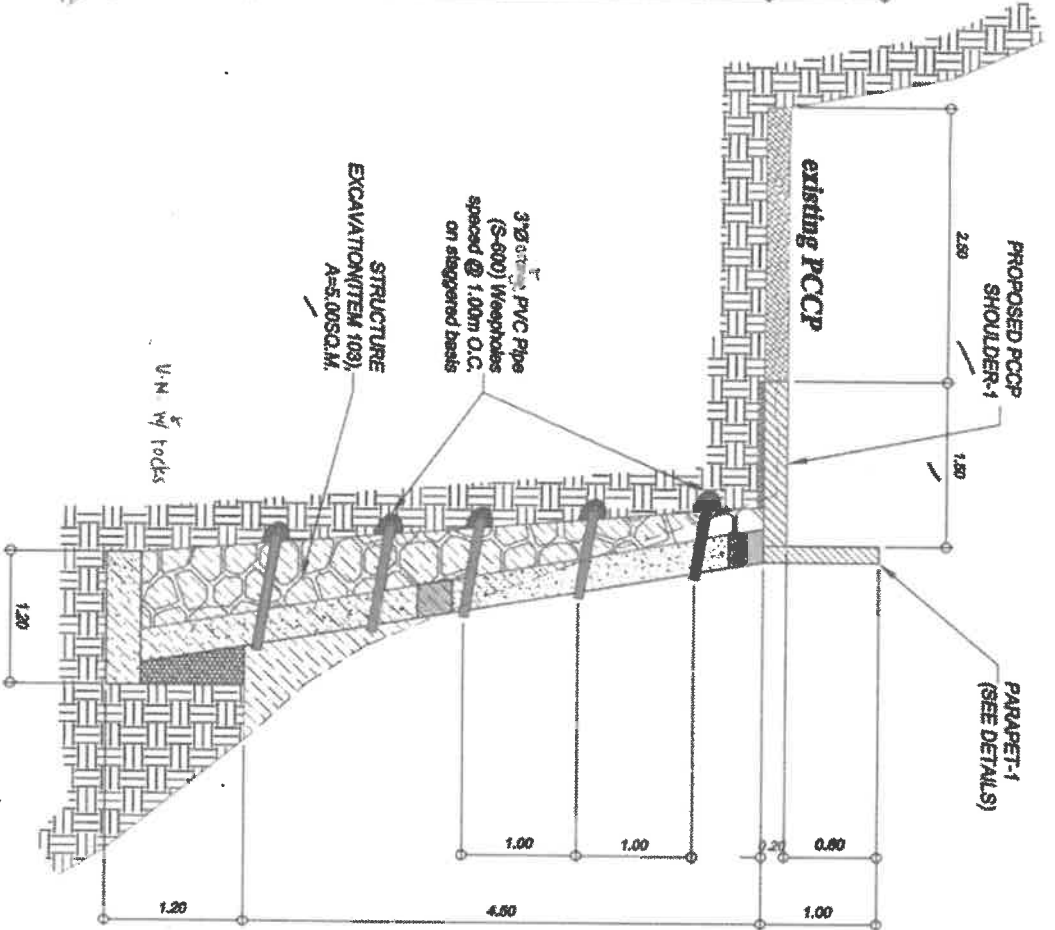 PROPOSED PCCP
SHOULDER-1
2.50
1.50
existing PCCP
PARAPET-1
(SEE DETAILS)
3"Ø PVC Pipe
(S-600) Weepholes
spaced @ 1.00m O.C.
on staggered basis
STRUCTURE
EXCAVATION(ITEM 103),
A=5.00SQ.M.
w/ rocks
1.20
1.00
1.00
0.20
0.80
1.20
4.50
1.00